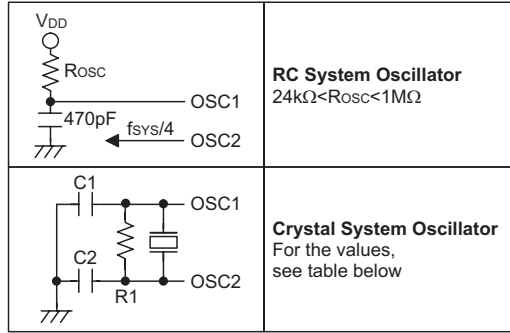 VDD
ROSC
470pF
OSC1
fSYS/4
OSC2
RC System Oscillator
24kΩ<ROSC<1MΩ
C1
OSC1
C2
R1
OSC2
Crystal System Oscillator
For the values,
see table below